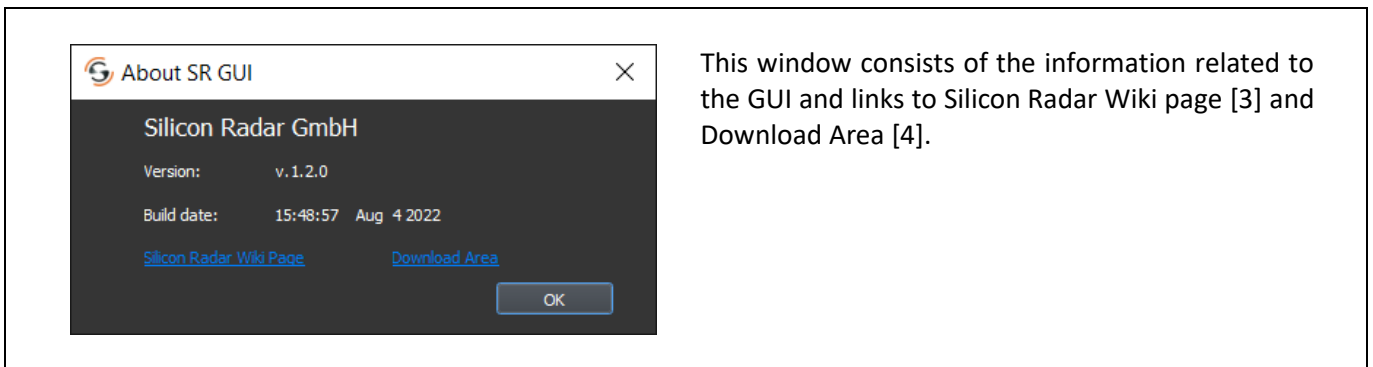 About SR GUI
Silicon Radar GmbH
Version: v.1.2.0
Build date: 15:48:57 Aug 4 2022
Silicon Radar Wiki Page Download Area
OK
This window consists of the information related to
the GUI and links to Silicon Radar Wiki page [3] and
Download Area [4].